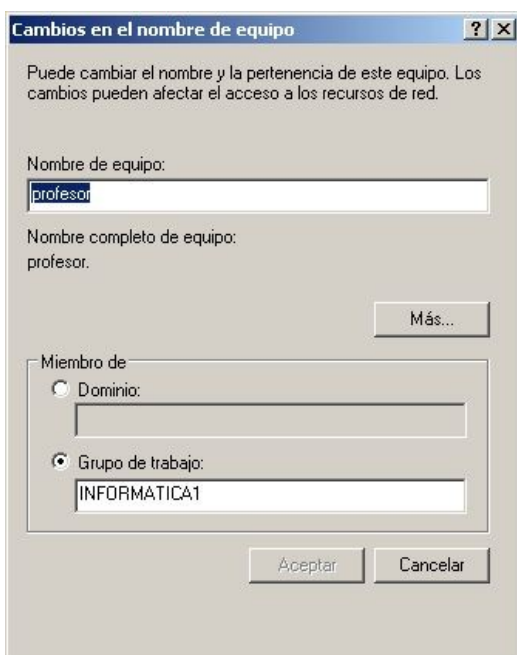 Cambios en el nombre de equipo
Puede cambiar el nombre y la pertenencia de este equipo. Los
cambios pueden afectar el acceso a los recursos de red.
Nombre de equipo:
profesor
Nombre completo de equipo:
profesor.
Más...
Miembro de
Dominio:
Grupo de trabajo:
INFORMATICA1
Aceptar
Cancelar